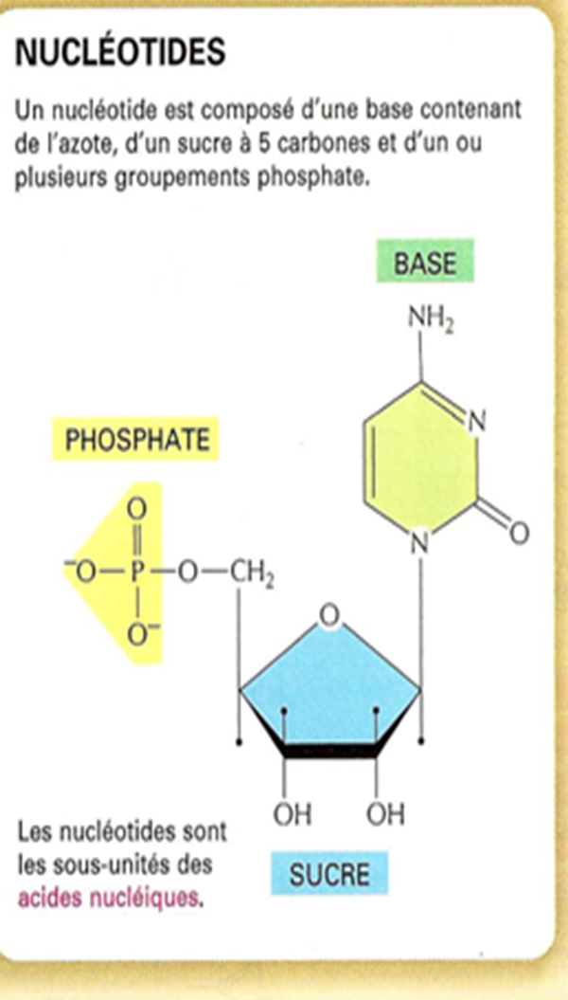 NUCLÉOTIDES
Un nucléotide est composé d'une base contenant
de l'azote, d'un sucre à 5 carbones et d'un ou
plusieurs groupements phosphate.
BASE
NH₂
N
O
N
PHOSPHATE
O
⁻O—P—O—CH₂
O⁻
O
OH OH
SUCRE
Les nucléotides sont
les sous-unités des
acides nucléiques.